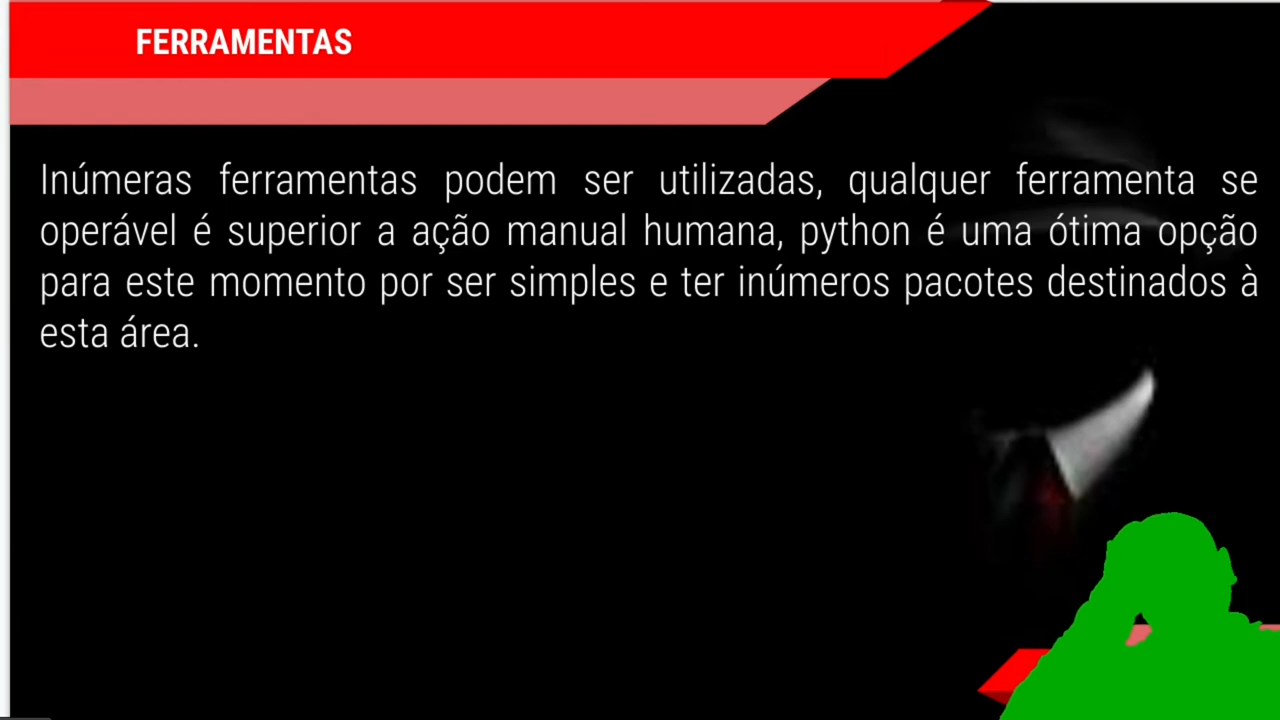 FERRAMENTAS
Inúmeras ferramentas podem ser utilizadas, qualquer ferramenta se
operável é superior a ação manual humana, python é uma ótima opção
para este momento por ser simples e ter inúmeros pacotes destinados à
esta área.